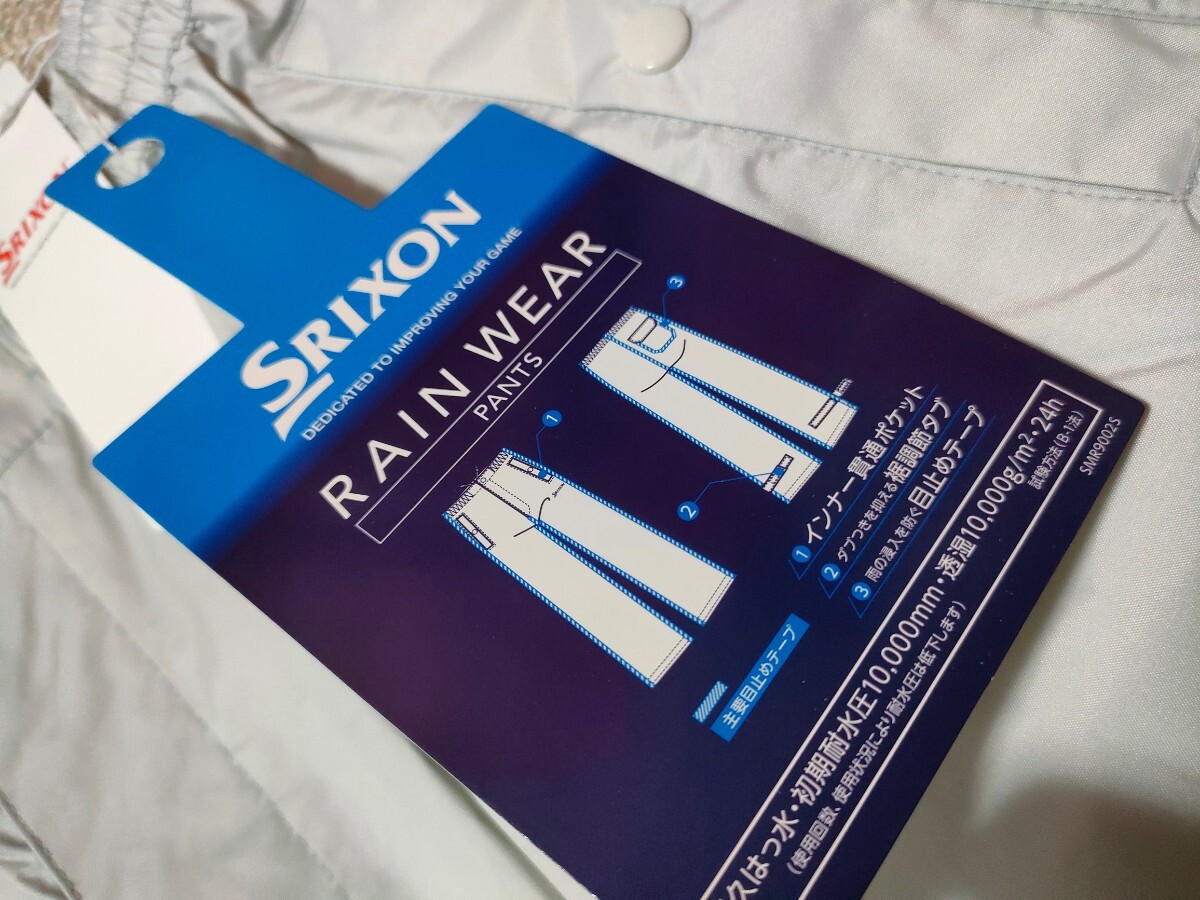 SRIXON
SRIXON
DEDICATED TO IMPROVING YOUR GAME
RAIN WEAR
PANTS
3
1
2
1 インナー貫通ポケット
2 ダブつきを抑える裾調節タブ
3 雨の浸入を防ぐ目止めテープ
主要目止めテープ
久はっ水・初期耐水圧10,000mm・透湿10,000g/m²・24h
試験方法(B-1法)
(使用回数、使用状況により耐水圧は低下します)
SMR9002S